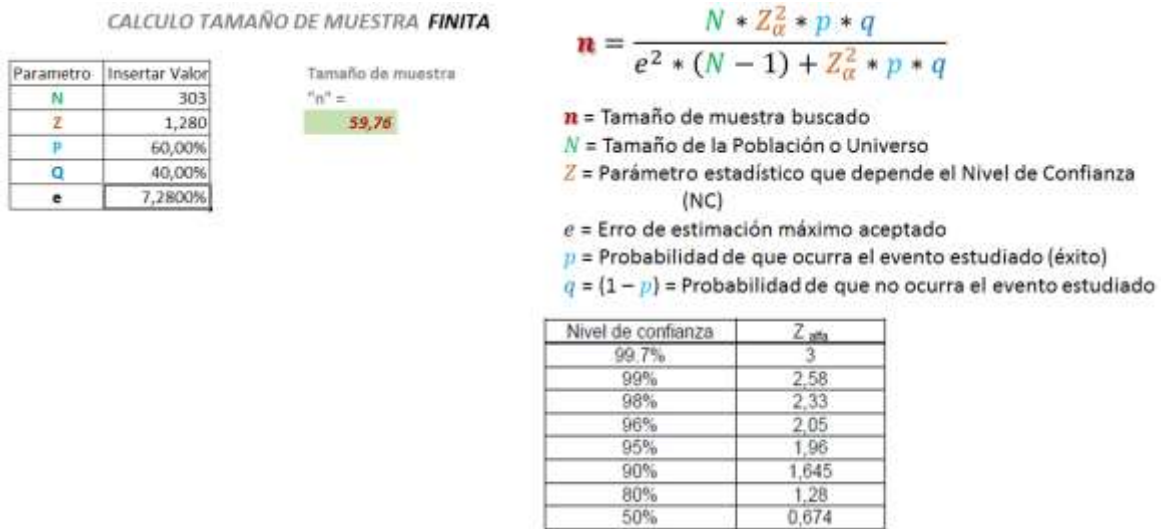 CALCULO TAMAÑO DE MUESTRA FINITA
Parametro Insertar Valor
N 303
Z 1,280
P 60,00%
Q 40,00%
e 7,2800%
Tamaño de muestra
"n" =
59,76
n = N * Z²α * p * q / e² * (N − 1) + Z²α * p * q
n = Tamaño de muestra buscado
N = Tamaño de la Población o Universo
Z = Parámetro estadístico que depende el Nivel de Confianza
(NC)
e = Erro de estimación máximo aceptado
p = Probabilidad de que ocurra el evento estudiado (éxito)
q = (1 – p) = Probabilidad de que no ocurra el evento estudiado
Nivel de confianza Z alfa
99.7% 3
99% 2,58
98% 2,33
96% 2,05
95% 1,96
90% 1,645
80% 1,28
50% 0,674